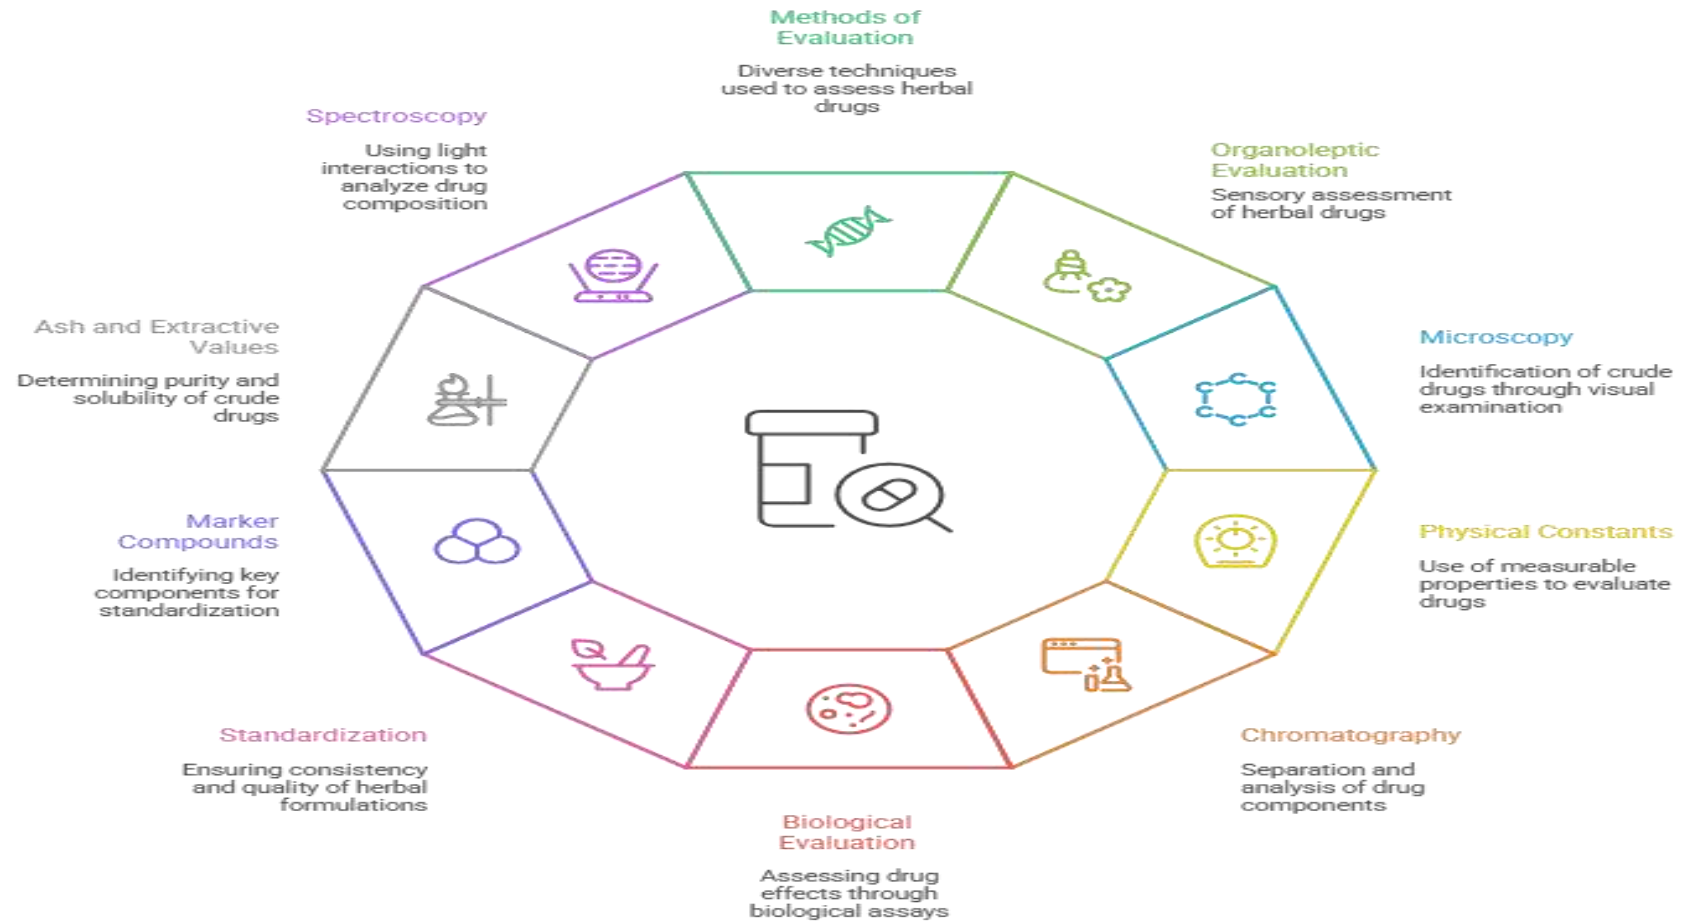 Methods of
Evaluation
Diverse techniques
used to assess herbal
drugs
Spectroscopy
Using light
interactions to
analyze drug
composition
Organoleptic
Evaluation
Sensory assessment
of herbal drugs
Ash and Extractive
Values
Determining purity and
solubility of crude
drugs
Microscopy
Identification of crude
drugs through visual
examination
C
C
C
C
C
C
Marker
Compounds
Identifying key
components for
standardization
Physical Constants
Use of measurable
properties to evaluate
drugs
Standardization
Ensuring consistency
and quality of herbal
formulations
Chromatography
Separation and
analysis of drug
components
Biological
Evaluation
Assessing drug
effects through
biological assays